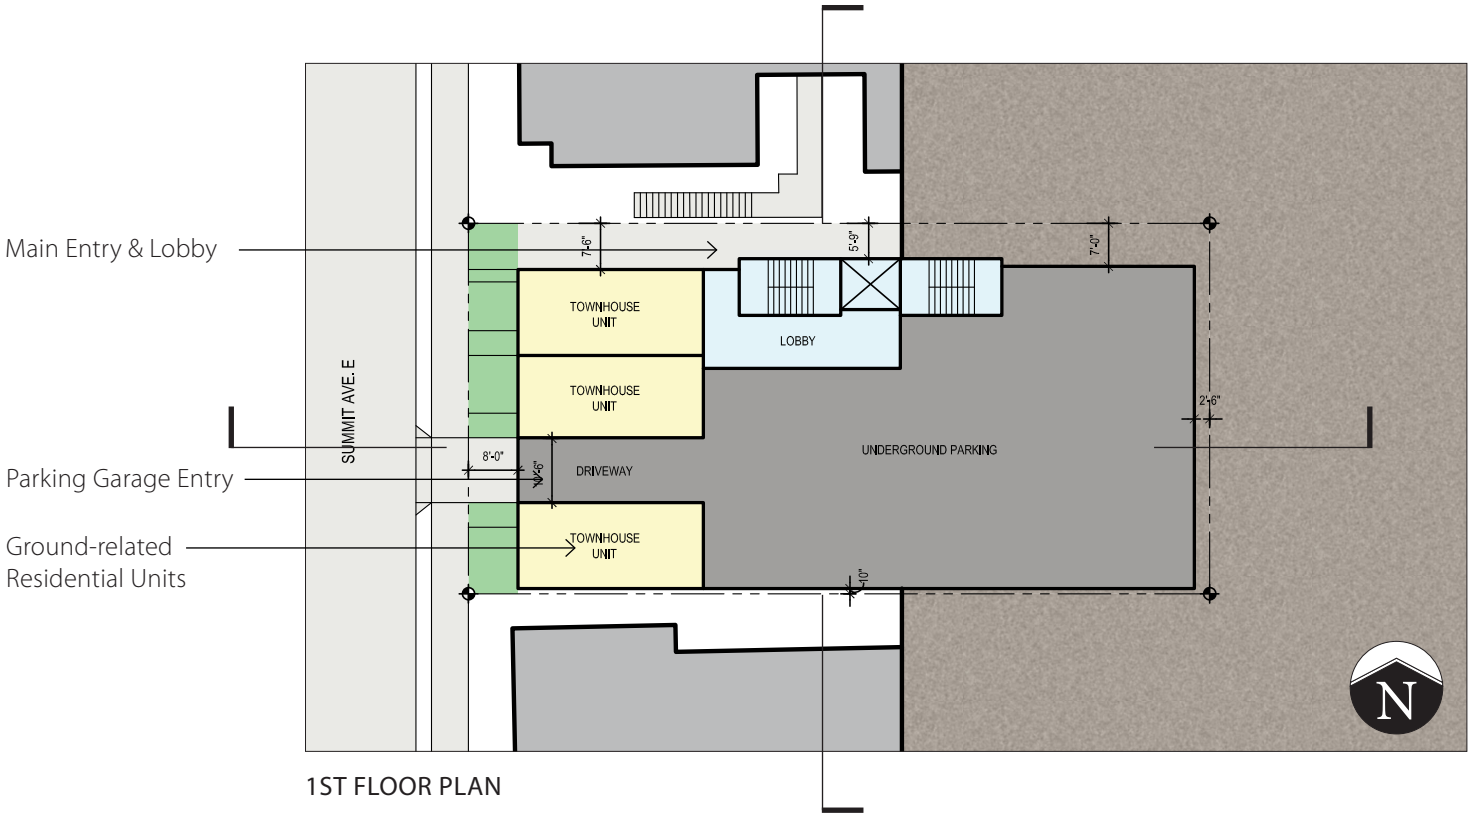 Main Entry & Lobby
7'-6"
5'-9"
7'-0"
TOWNHOUSE
UNIT
LOBBY
SUMMIT AVE. E
TOWNHOUSE
UNIT
2'-6"
UNDERGROUND PARKING
8'-0"
DRIVEWAY
Parking Garage Entry
Ground-related
Residential Units
TOWNHOUSE
UNIT
N
1ST FLOOR PLAN